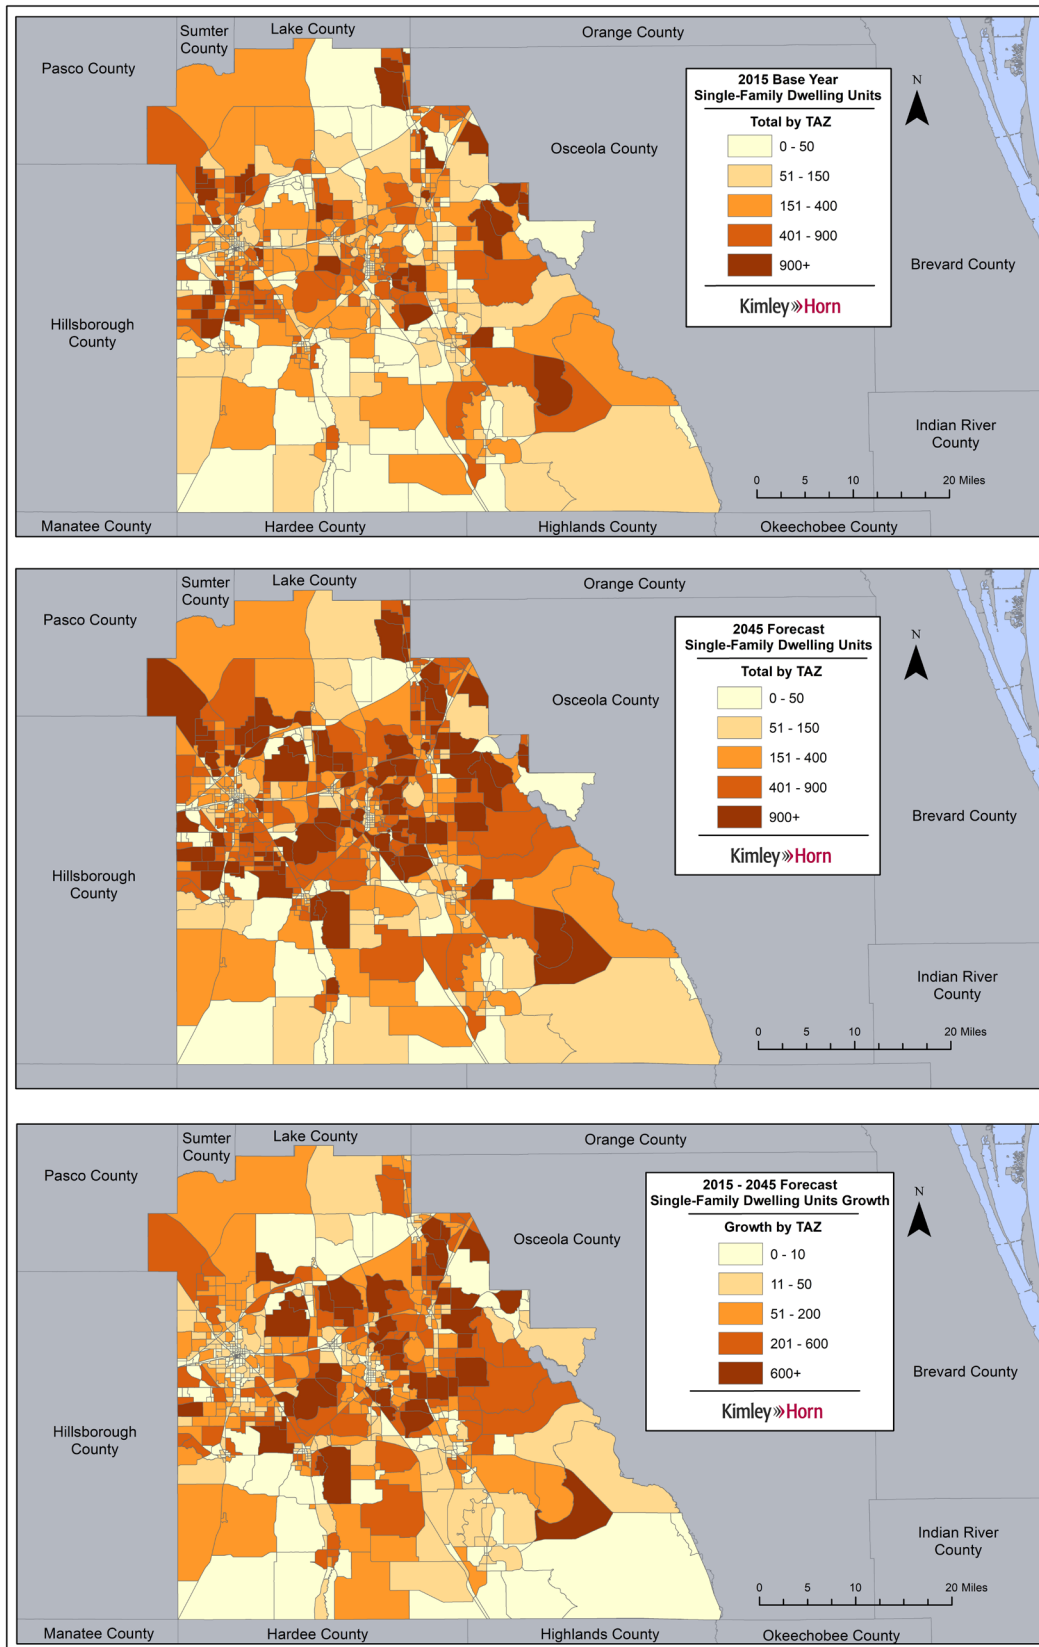 Sumter
County
Lake County
Orange County
Pasco County
Osceola County
Hillsborough
County
Brevard County
Indian River
County
Manatee County
Hardee County
Highlands County
Okeechobee County
2015 Base Year
Single-Family Dwelling Units
Total by TAZ
0 - 50
51 - 150
151 - 400
401 - 900
900+
Kimley»Horn
N
0 5 10 20 Miles
Sumter
County
Lake County
Orange County
Pasco County
Osceola County
Hillsborough
County
Brevard County
Indian River
County
2045 Forecast
Single-Family Dwelling Units
Total by TAZ
0 - 50
51 - 150
151 - 400
401 - 900
900+
Kimley»Horn
N
0 5 10 20 Miles
Sumter
County
Lake County
Orange County
Pasco County
Osceola County
Hillsborough
County
Brevard County
Indian River
County
Manatee County
Hardee County
Highlands County
Okeechobee County
2015 - 2045 Forecast
Single-Family Dwelling Units Growth
Growth by TAZ
0 - 10
11 - 50
51 - 200
201 - 600
600+
Kimley»Horn
N
0 5 10 20 Miles